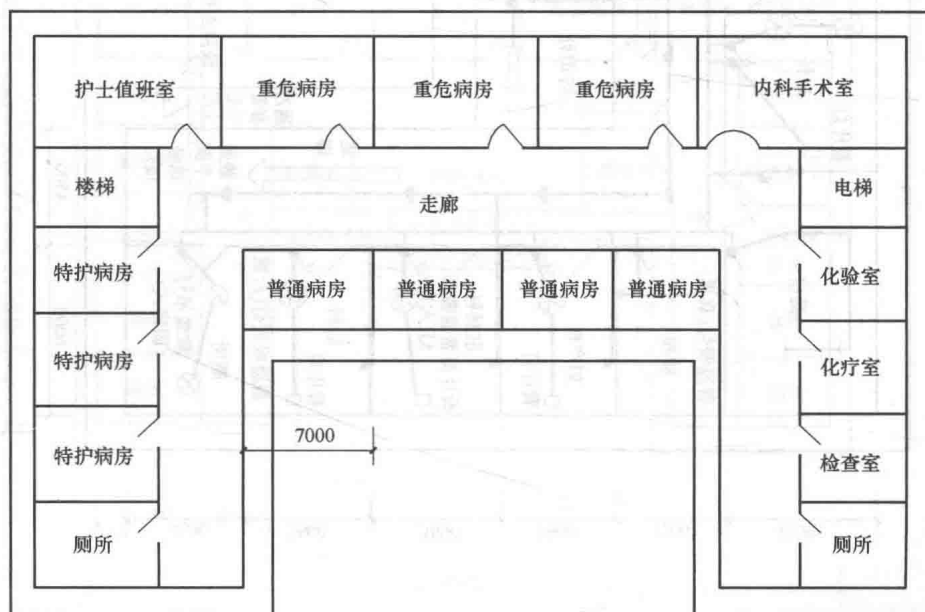 护士值班室
重危病房
重危病房
重危病房
内科手术室
楼梯
走廊
电梯
特护病房
普通病房
普通病房
普通病房
普通病房
化验室
特护病房
化疗室
7000
特护病房
检查室
厕所
厕所